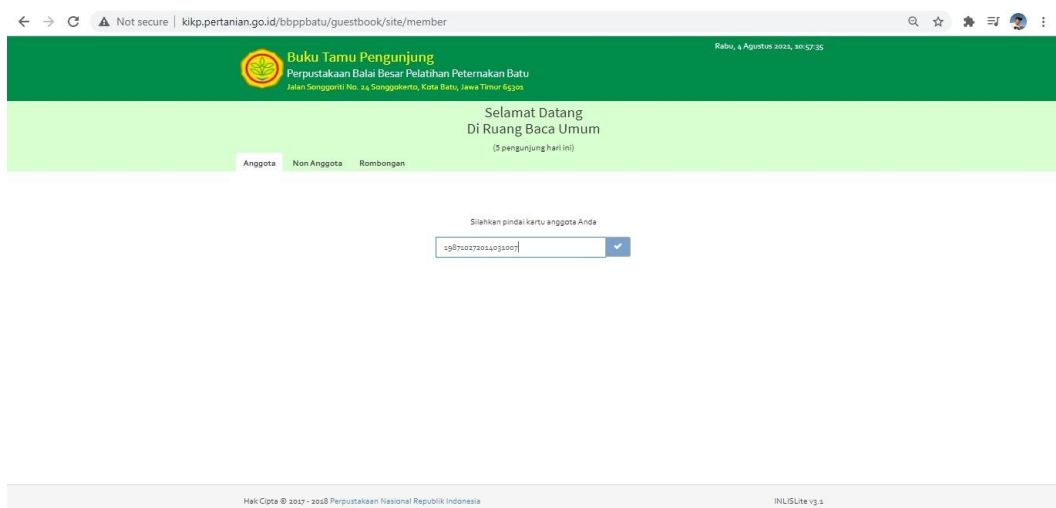 Not secure | kikp.pertanian.go.id/bbppbatu/guestbook/site/member
Rabu, 4 Agustus 2021, 10:57:35
Buku Tamu Pengunjung
Perpustakaan Balai Besar Pelatihan Peternakan Batu
Jalan Songgoriti No. 24 Songgokerto, Kota Batu, Jawa Timur 65301
Selamat Datang
Di Ruang Baca Umum
(5 pengunjung hari ini)
Anggota Non Anggota Rombongan
Silahkan pindai kartu anggota Anda
198710272014031007
Hak Cipta © 2017 - 2018 Perpustakaan Nasional Republik Indonesia INLISLite v3.1